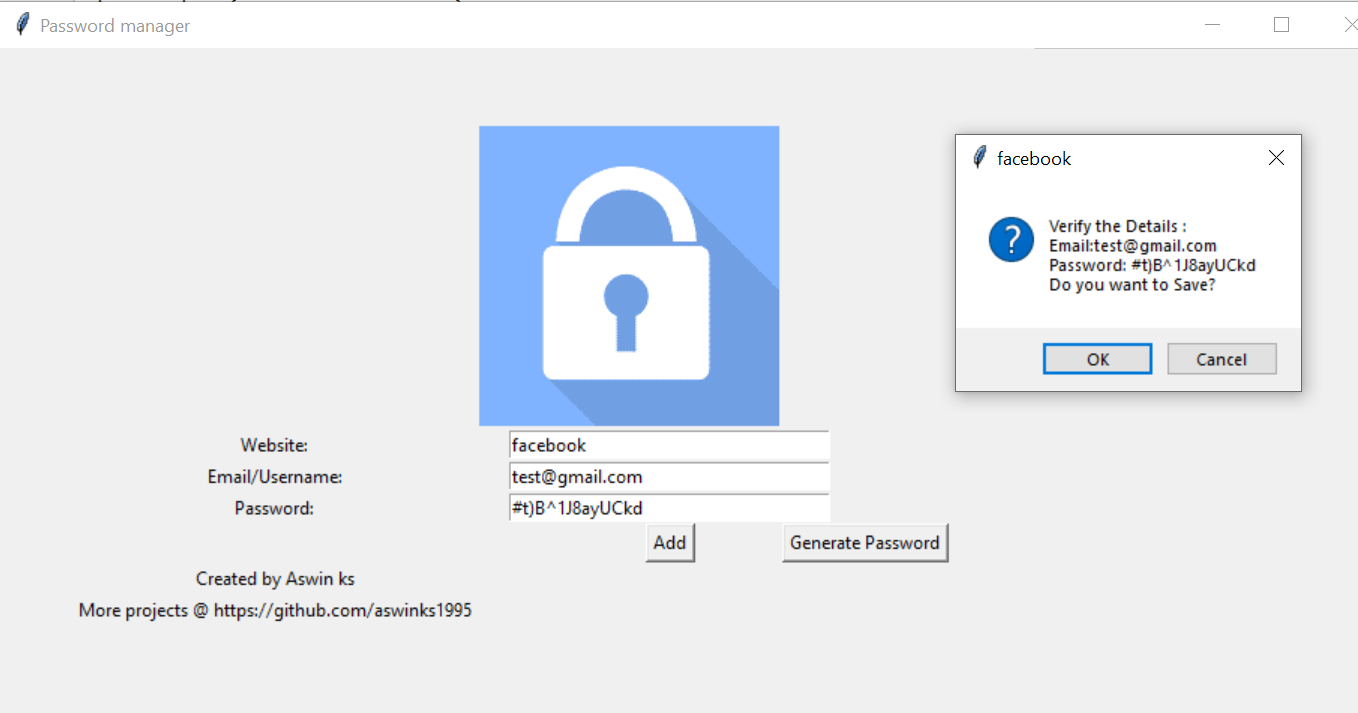 Password manager
facebook
Verify the Details :
Email:test@gmail.com
Password: #t)B^1J8ayUCkd
Do you want to Save?
OK Cancel
Website: facebook
Email/Username: test@gmail.com
Password: #t)B^1J8ayUCkd
Add Generate Password
Created by Aswin ks
More projects @ https://github.com/aswinks1995